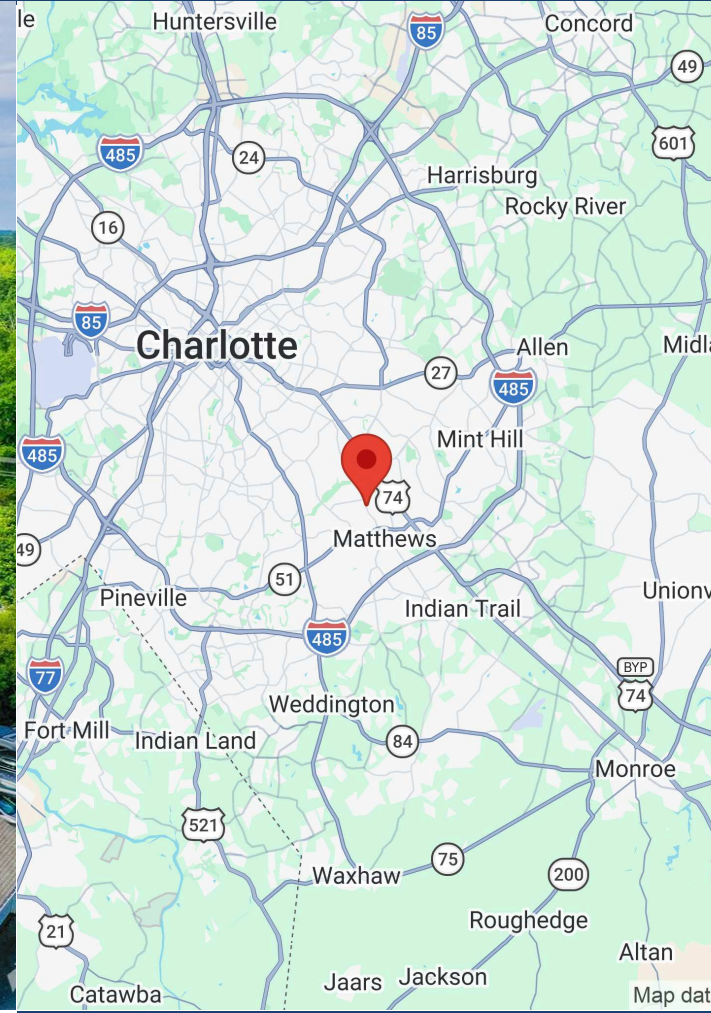 le
Huntersville
85
Concord
49
485
24
601
Harrisburg
Rocky River
16
85
Charlotte
Allen
Midla
27
485
Mint Hill
485
74
Matthews
49
51
Pineville
Indian Trail
Unionv
485
BYP
74
77
Weddington
Fort Mill
Indian Land
84
Monroe
521
75
Waxhaw
200
Roughedge
21
Altan
Jaars
Jackson
Catawba
Map dat